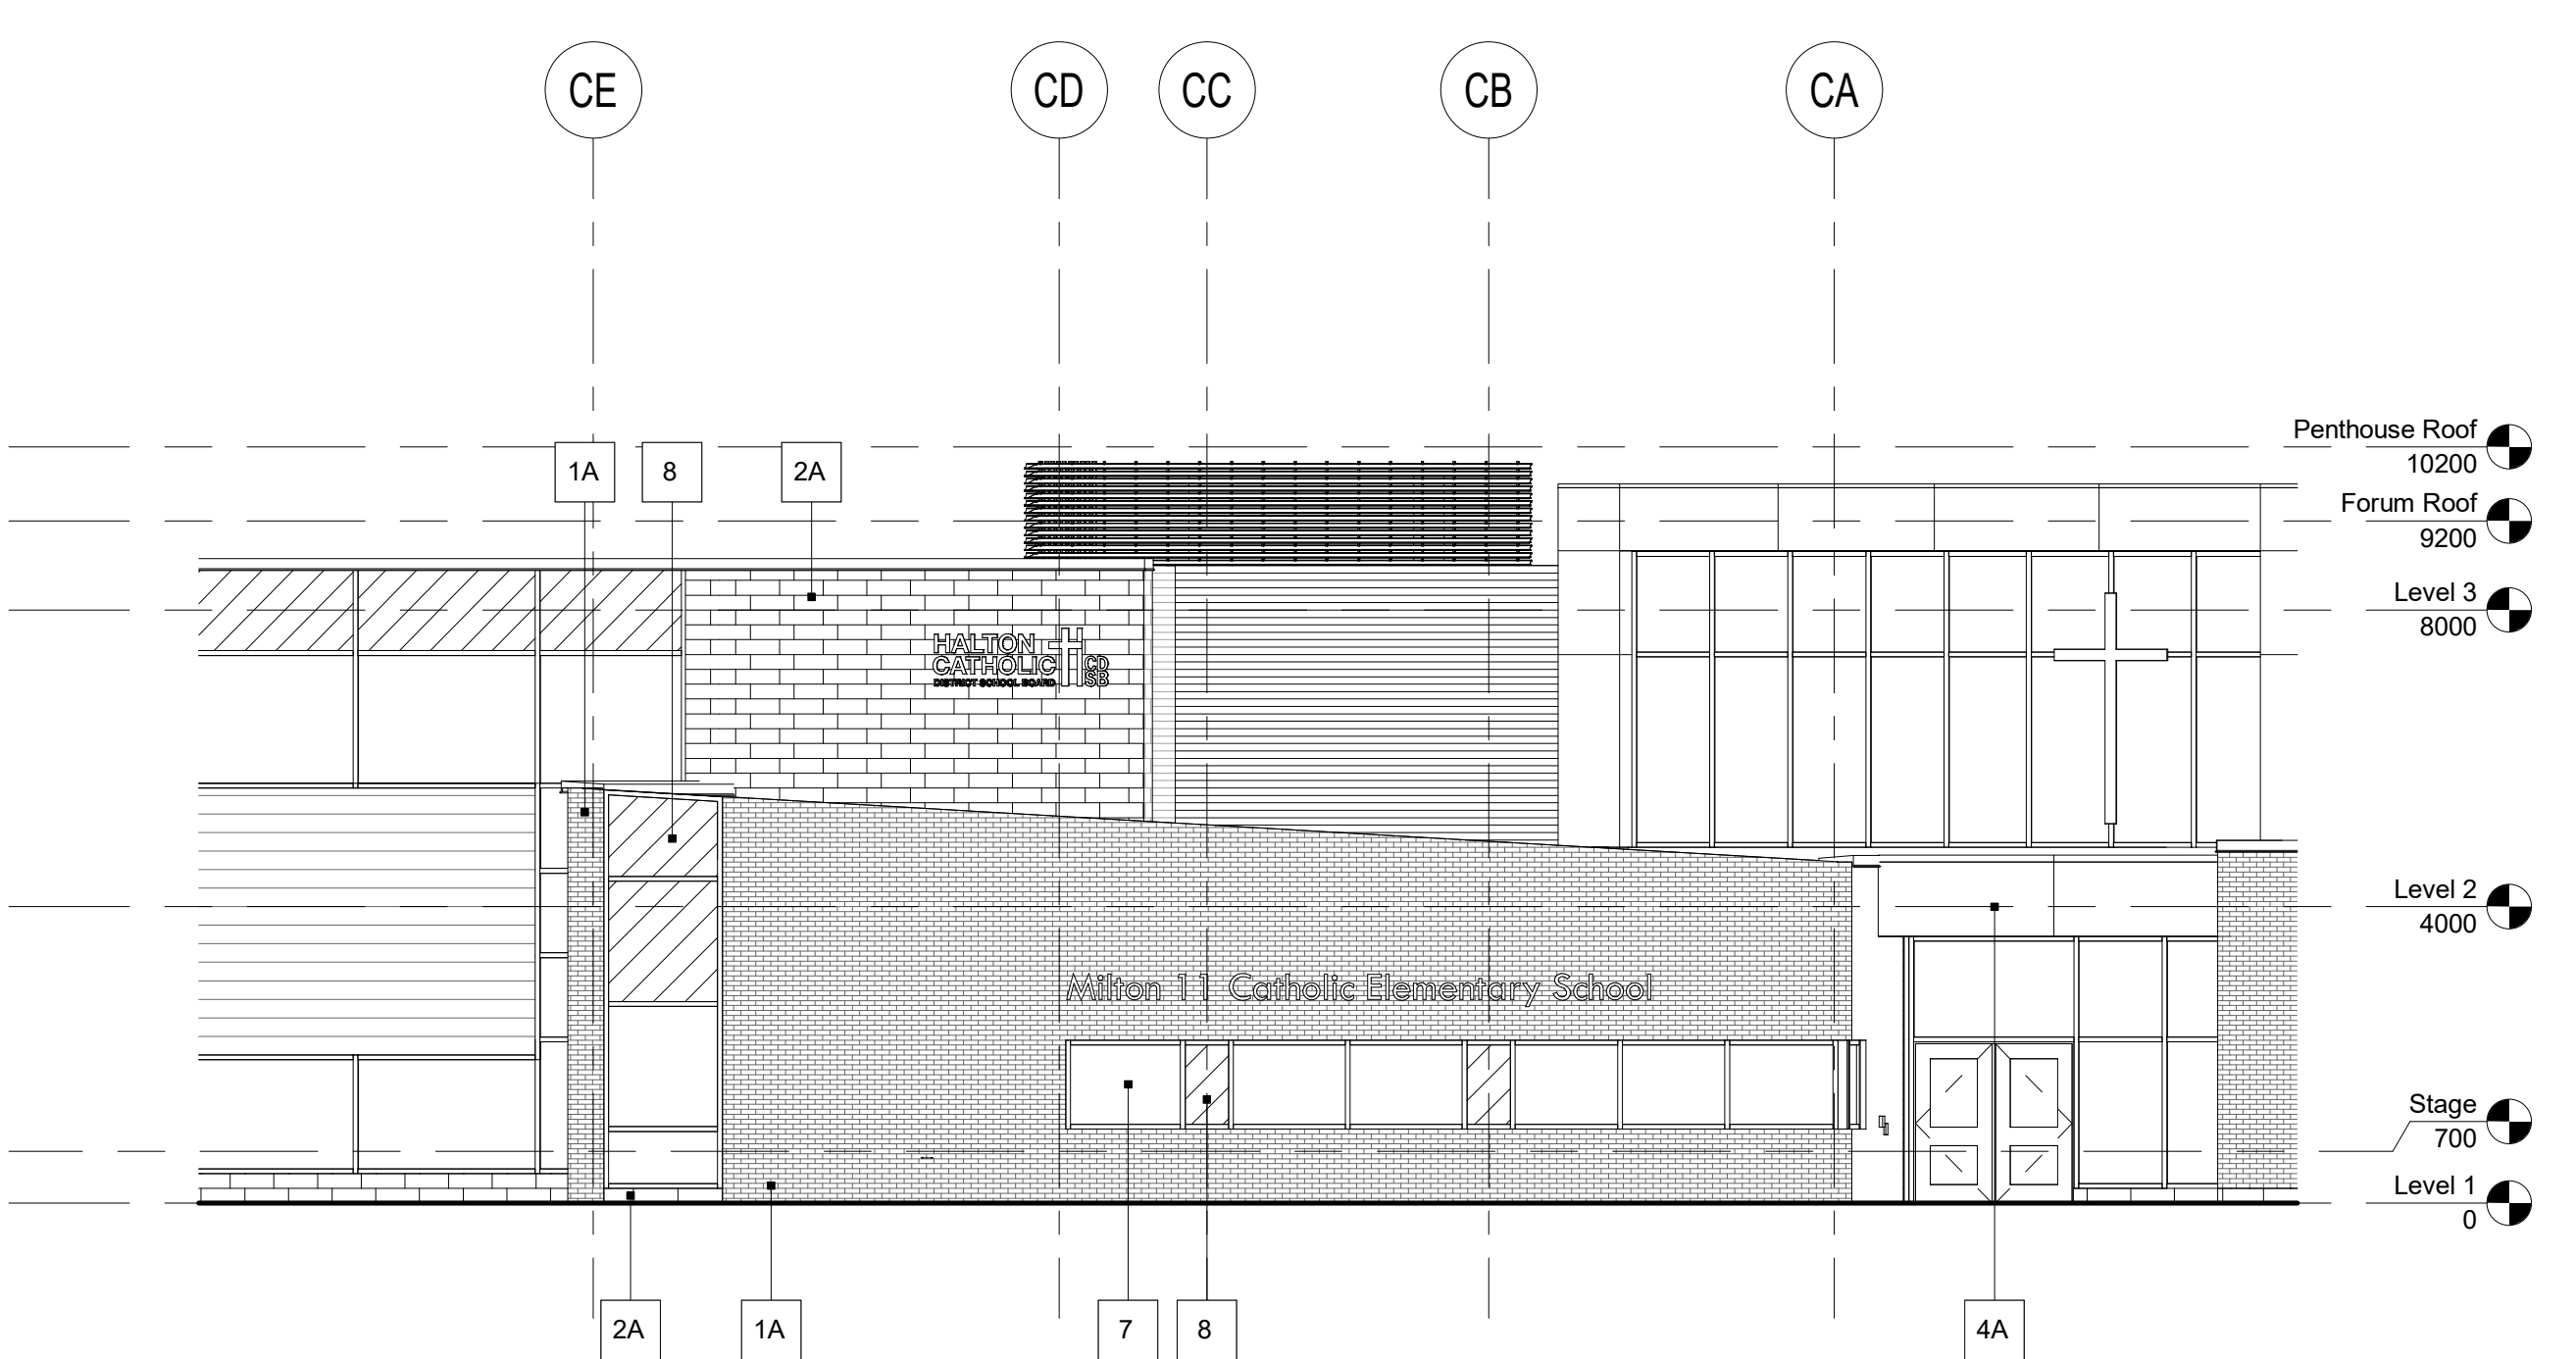 CE
CD
CC
CB
CA
Penthouse Roof
10200
1A
8
2A
Forum Roof
9200
Level 3
8000
HALTON
CATHOLIC
DISTRICT SCHOOL BOARD
CD
SB
Level 2
4000
Milton 11 Catholic Elementary School
Stage
700
Level 1
0
2A
1A
7
8
4A